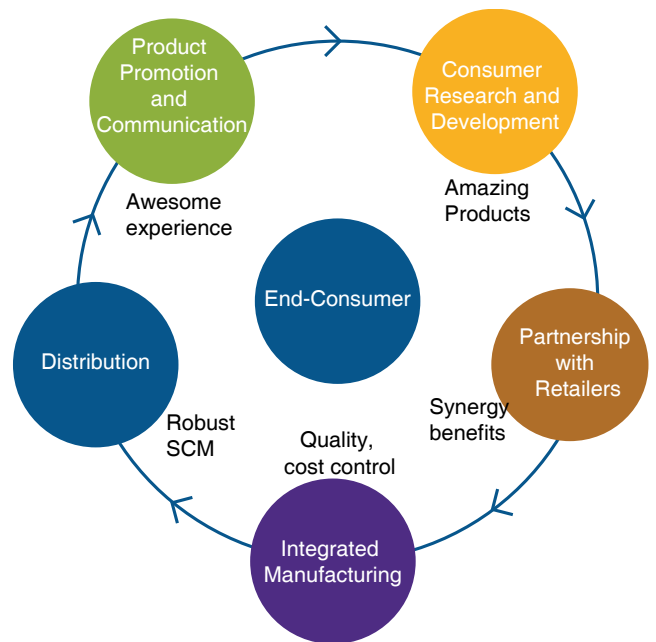 Product
Promotion
and
Communication
Consumer
Research and
Development
Awesome
experience
Amazing
Products
End-Consumer
Distribution
Partnership
with
Retailers
Robust
SCM
Quality,
cost control
Synergy
benefits
Integrated
Manufacturing